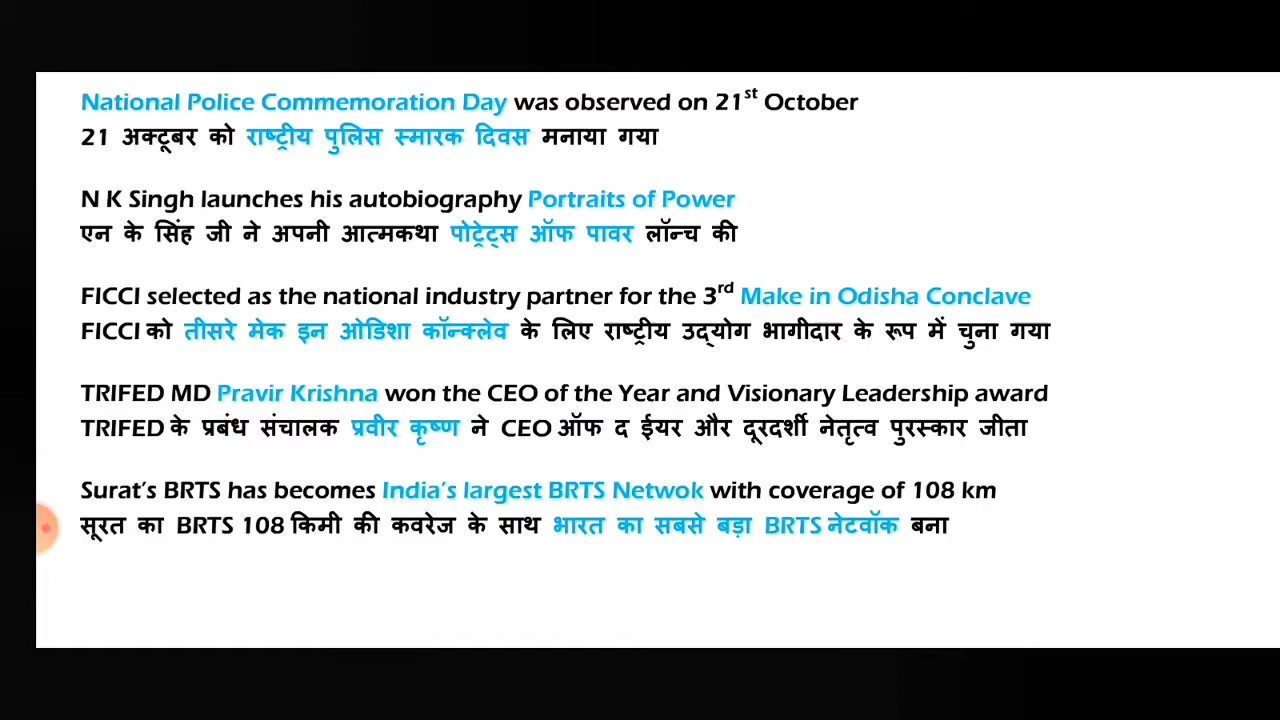 National Police Commemoration Day was observed on 21st October
21 अक्टूबर को राष्ट्रीय पुलिस स्मारक दिवस मनाया गया
N K Singh launches his autobiography Portraits of Power
एन के सिंह जी ने अपनी आत्मकथा पोट्रेट्स ऑफ पावर लॉन्च की
FICCI selected as the national industry partner for the 3rd Make in Odisha Conclave
FICCI को तीसरे मेक इन ओडिशा कॉन्क्लेव के लिए राष्ट्रीय उद्योग भागीदार के रूप में चुना गया
TRIFED MD Pravir Krishna won the CEO of the Year and Visionary Leadership award
TRIFED के प्रबंध संचालक प्रवीर कृष्ण ने CEO ऑफ द ईयर और दूरदर्शी नेतृत्व पुरस्कार जीता
Surat's BRTS has becomes India's largest BRTS Netwok with coverage of 108 km
सूरत का BRTS 108 किमी की कवरेज के साथ भारत का सबसे बड़ा BRTS नेटवॉक बना